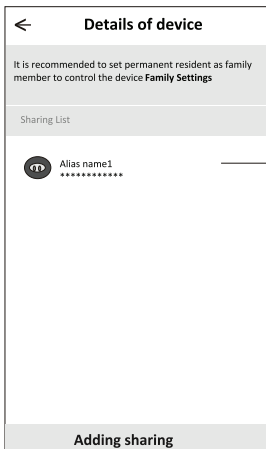 Details of device
It is recommended to set permanent resident as family
member to control the device Family Settings
Sharing List
Alias name1
************
Adding sharing